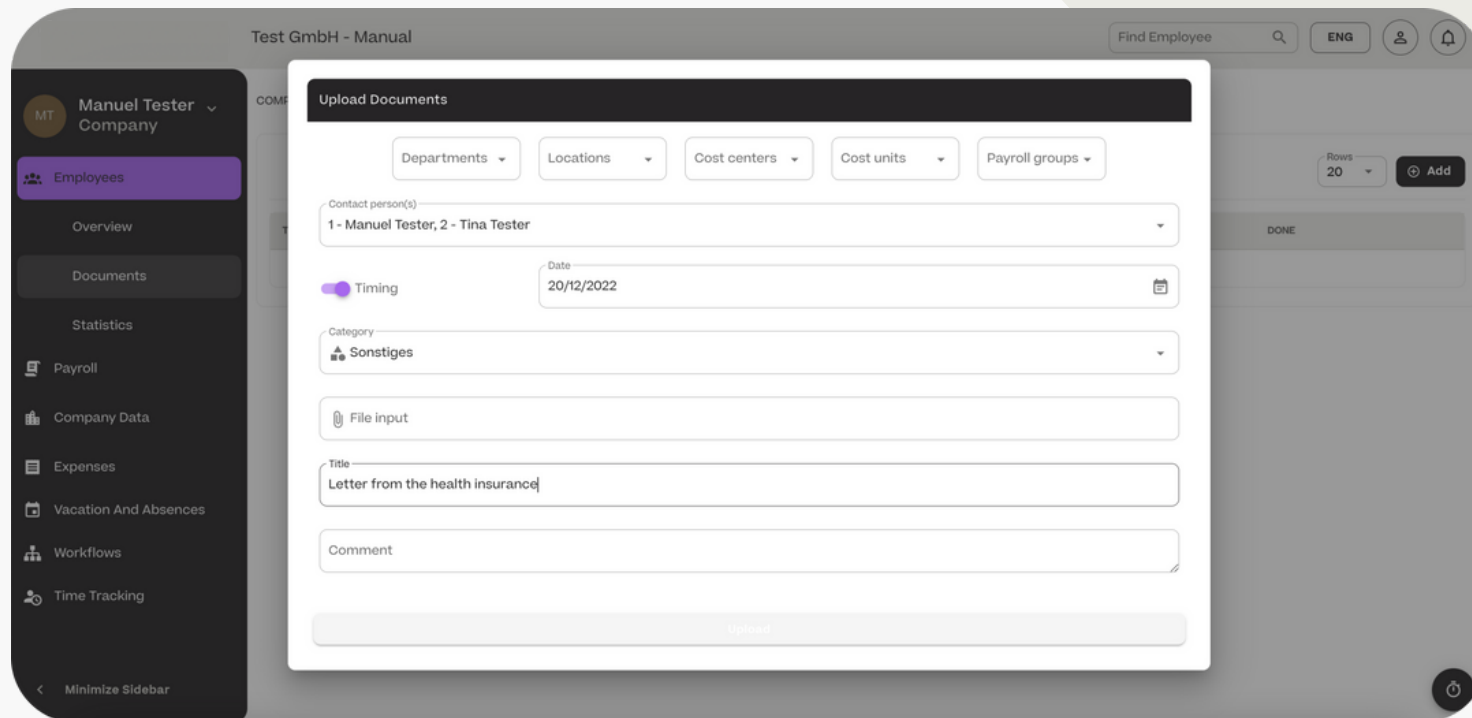 Test GmbH - Manual
Find Employee
ENG
MT
Manuel Tester
Company
Employees
Overview
Documents
Statistics
Payroll
Company Data
Expenses
Vacation And Absences
Workflows
Time Tracking
Minimize Sidebar
Upload Documents
Departments
Locations
Cost centers
Cost units
Payroll groups
Contact person(s)
1 - Manuel Tester, 2 - Tina Tester
Timing
Date
20/12/2022
Category
Sonstiges
File input
Title
Letter from the health insurance
Comment
Upload
Rows
20
Add
DONE